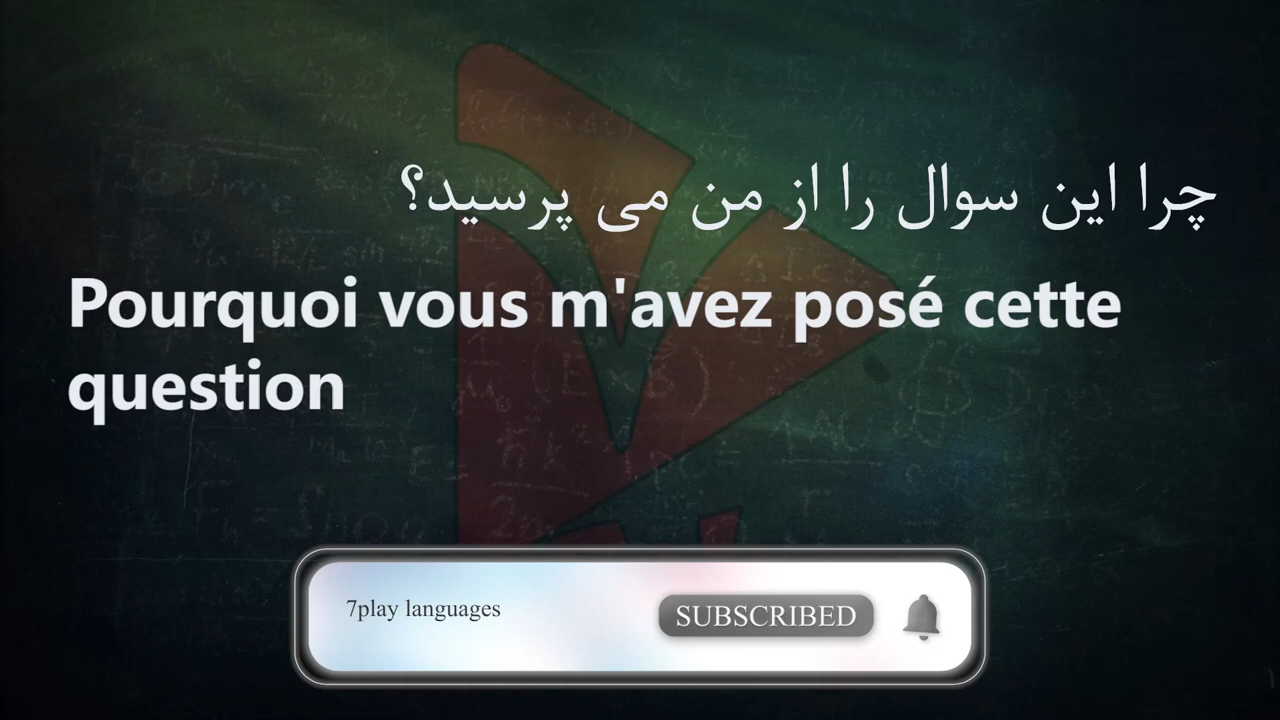 چرا این سوال را از من می پرسید؟
Pourquoi vous m'avez posé cette
question
7play languages
SUBSCRIBED